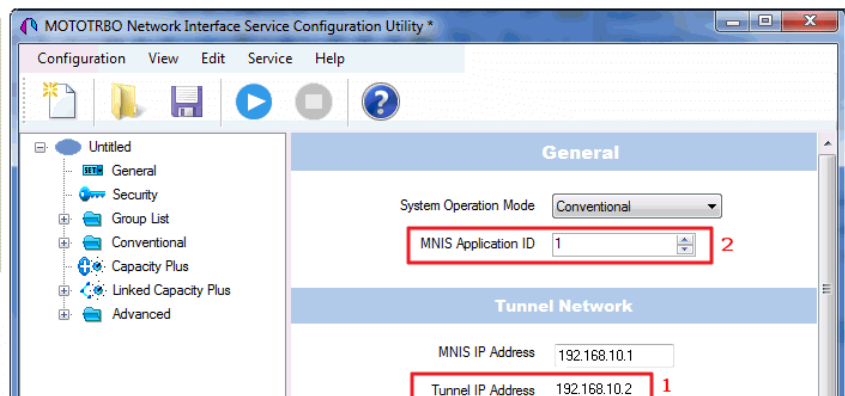 MOTOTRBO Network Interface Service Configuration Utility *
Configuration View Edit Service Help
Untitled
SET
General
Security
Group List
Conventional
Capacity Plus
Linked Capacity Plus
Advanced
General
System Operation Mode Conventional
MNIS Application ID 1 2
Tunnel Network
MNIS IP Address 192.168.10.1
Tunnel IP Address 192.168.10.2 1